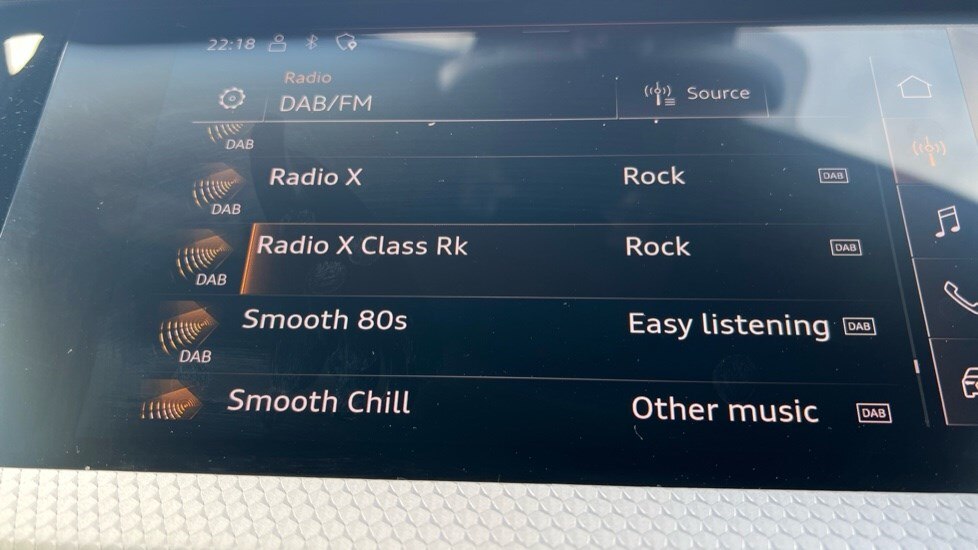 22:18
Radio
DAB/FM
Source
DAB
Radio X Rock DAB
DAB
Radio X Class Rk Rock DAB
DAB
Smooth 80s Easy listening DAB
DAB
Smooth Chill Other music DAB